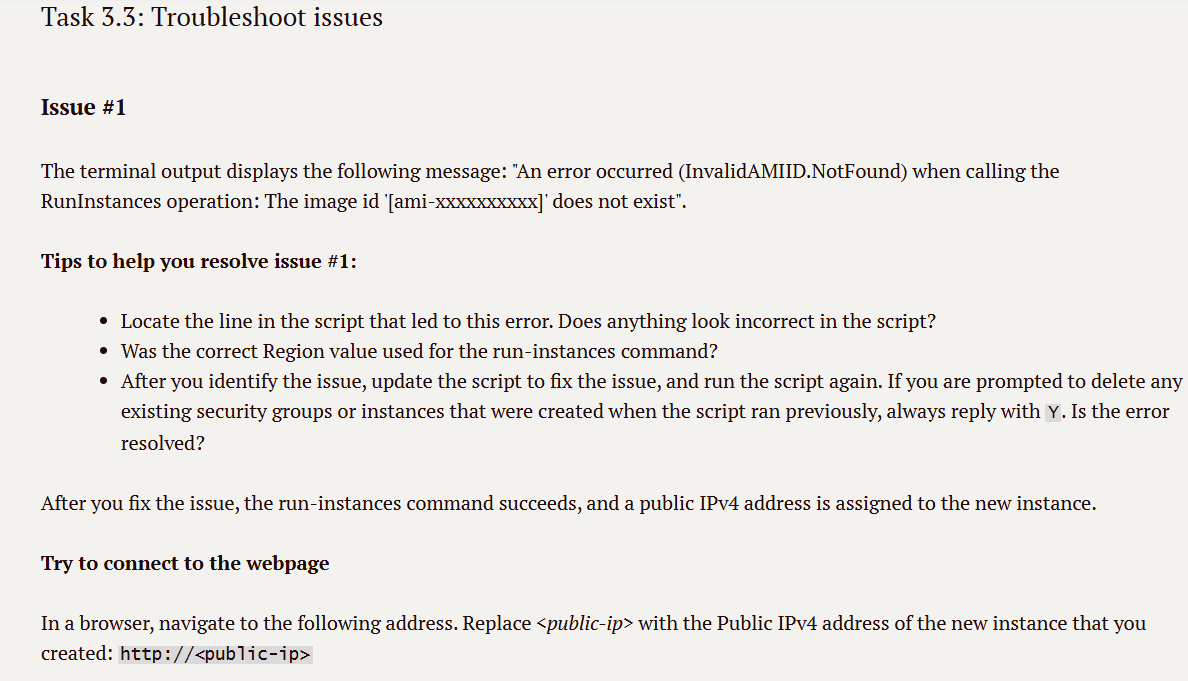 Task 3.3: Troubleshoot issues
Issue #1
The terminal output displays the following message: "An error occurred (InvalidAMIID.NotFound) when calling the
RunInstances operation: The image id '[ami-xxxxxxxxxx]' does not exist".
Tips to help you resolve issue #1:
• Locate the line in the script that led to this error. Does anything look incorrect in the script?
• Was the correct Region value used for the run-instances command?
• After you identify the issue, update the script to fix the issue, and run the script again. If you are prompted to delete any
existing security groups or instances that were created when the script ran previously, always reply with Y. Is the error
resolved?
After you fix the issue, the run-instances command succeeds, and a public IPv4 address is assigned to the new instance.
Try to connect to the webpage
In a browser, navigate to the following address. Replace <public-ip> with the Public IPv4 address of the new instance that you
created: http://<public-ip>